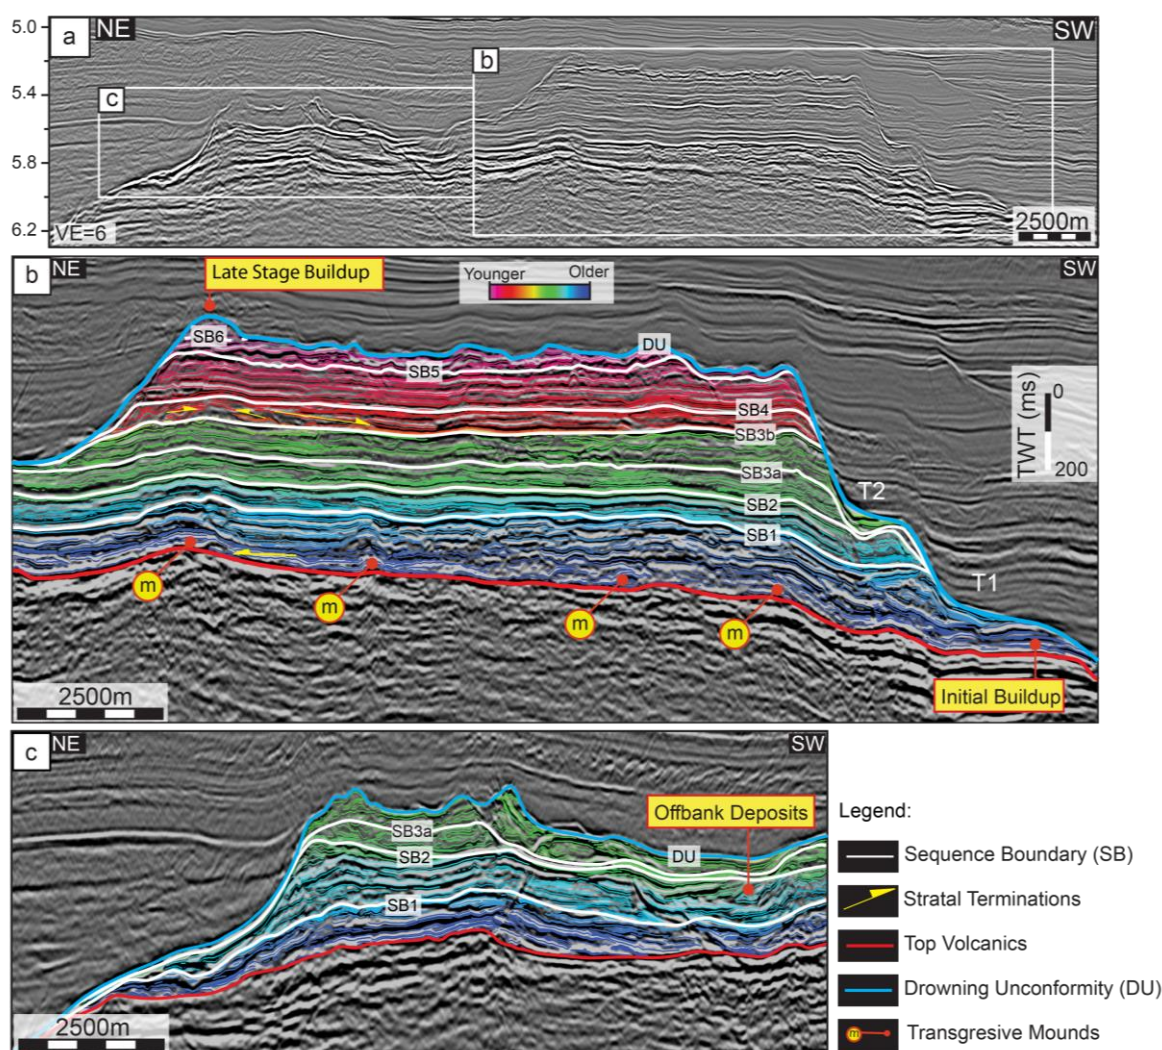 a
NE
SW
5.0
5.4
5.8
6.2
b
c
VE=6
2500m
b
NE
SW
Late Stage Buildup
Younger
Older
SB6
SB5
DU
SB4
SB3b
SB3a
SB2
SB1
T2
T1
TWT (ms)
0
200
m
m
m
m
2500m
Initial Buildup
c
NE
SW
Offbank Deposits
SB3a
SB2
SB1
DU
2500m
Legend:
Sequence Boundary (SB)
Stratal Terminations
Top Volcanics
Drowning Unconformity (DU)
m
Transgresive Mounds